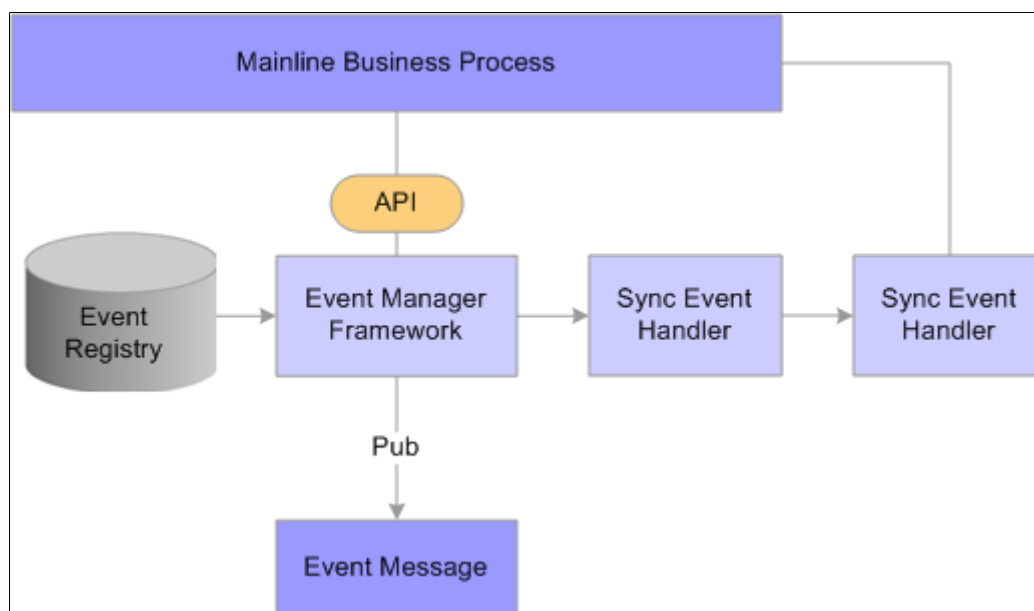 Mainline Business Process
API
Event
Registry
Event Manager
Framework
Sync Event
Handler
Sync Event
Handler
Pub
Event Message